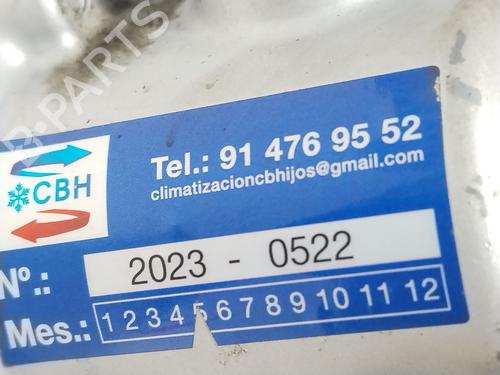 B-PARTS
CBH
Tel.: 91 476 95 52
climatizacioncbhijos@gmail.com
Nº.: 2023 - 0522
Mes.: 1 2 3 4 5 6 7 8 9 10 11 12